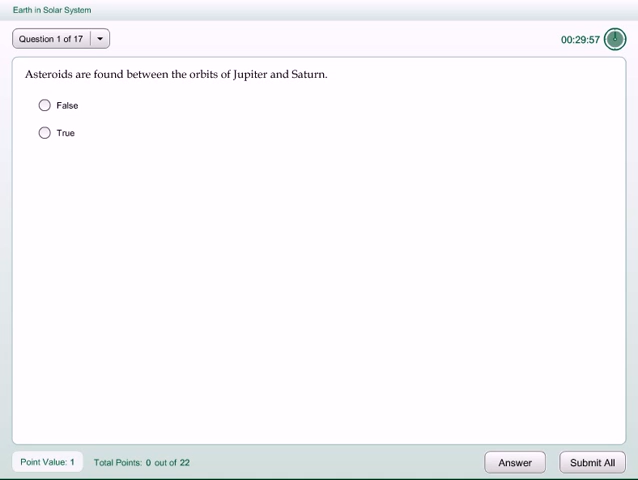 Earth in Solar System
Question 1 of 17
00:29:57
Asteroids are found between the orbits of Jupiter and Saturn.
False
True
Point Value: 1
Total Points: 0 out of 22
Answer
Submit All